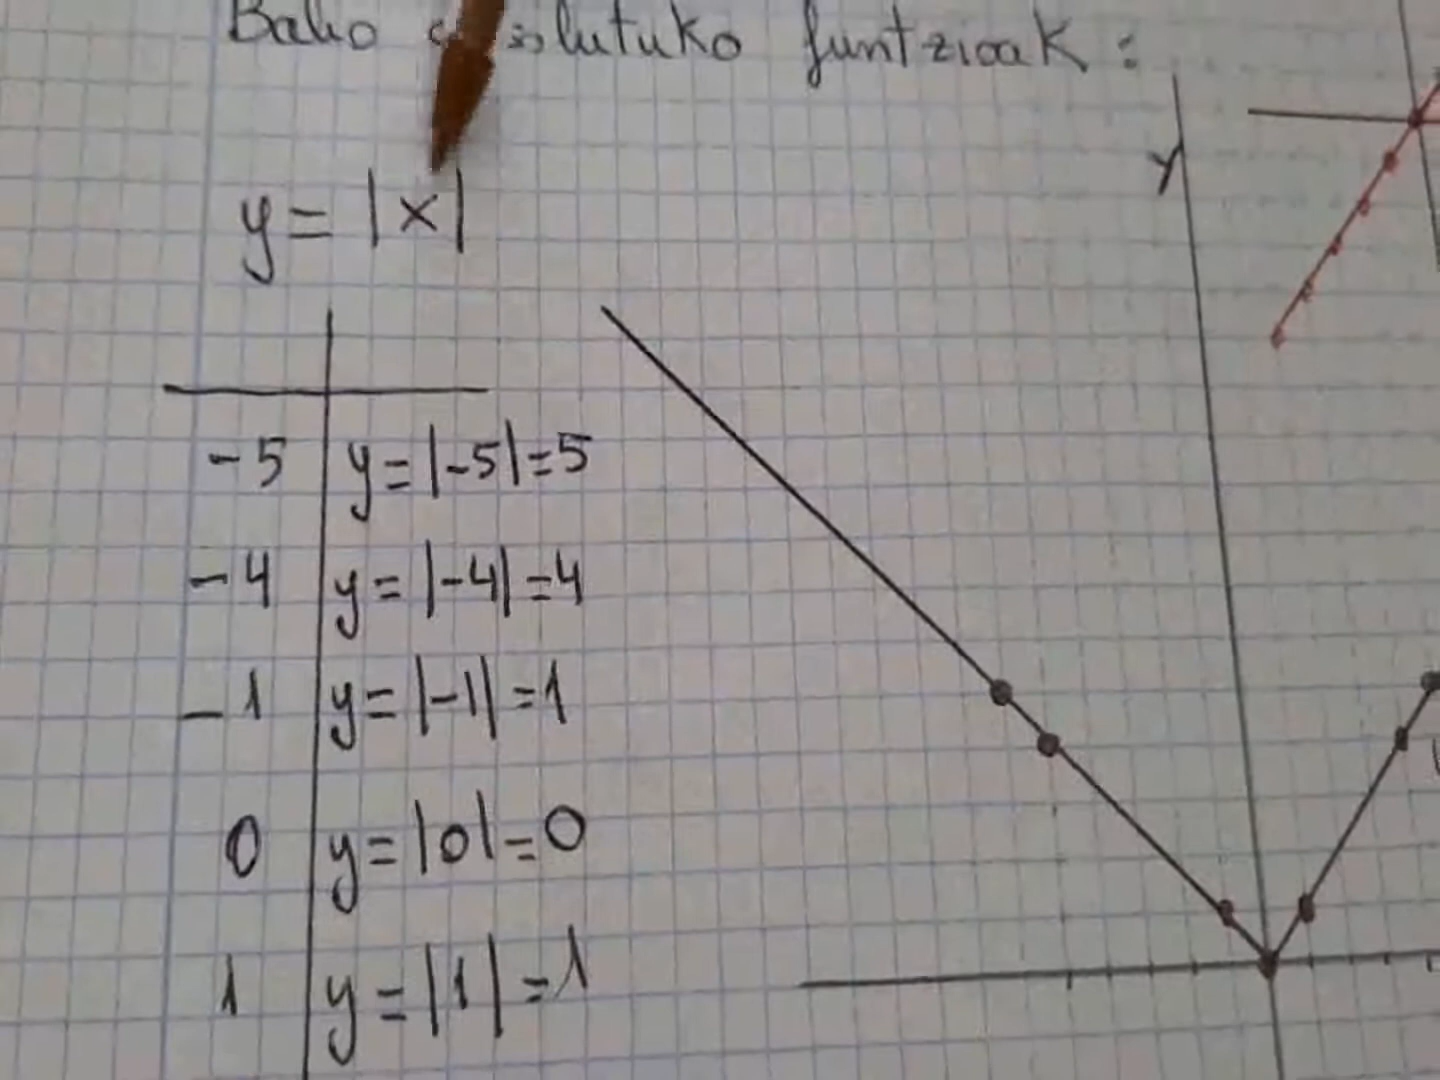 Balio funtzioak :
y = |x|
-5 y = |-5| = 5
-4 y = |-4| = 4
-1 y = |-1| = 1
0 y = |0| = 0
1 y = |1| = 1
y